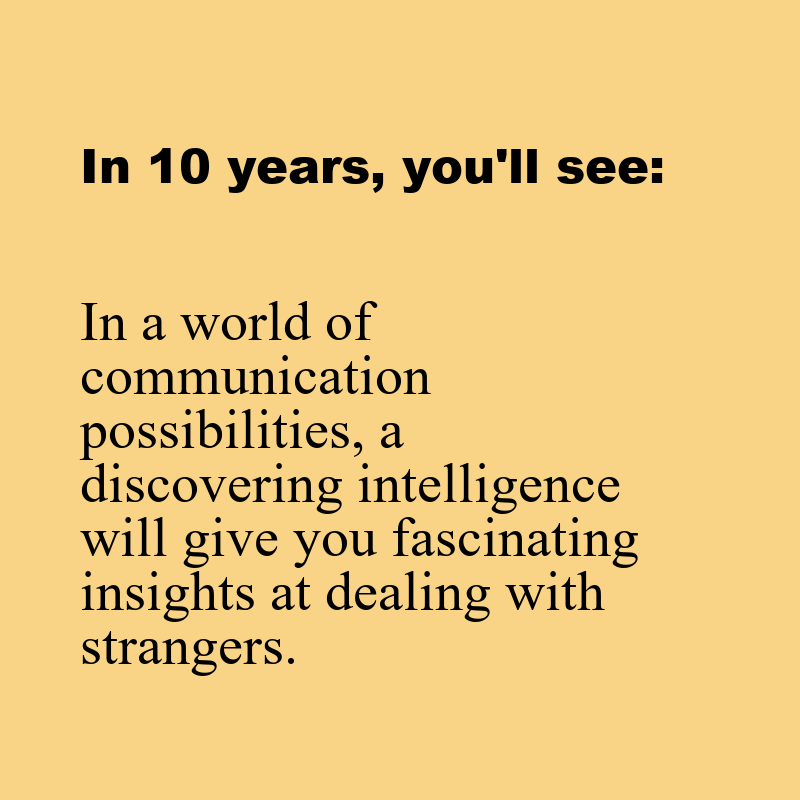 In 10 years, you'll see:
In a world of
communication
possibilities, a
discovering intelligence
will give you fascinating
insights at dealing with
strangers.